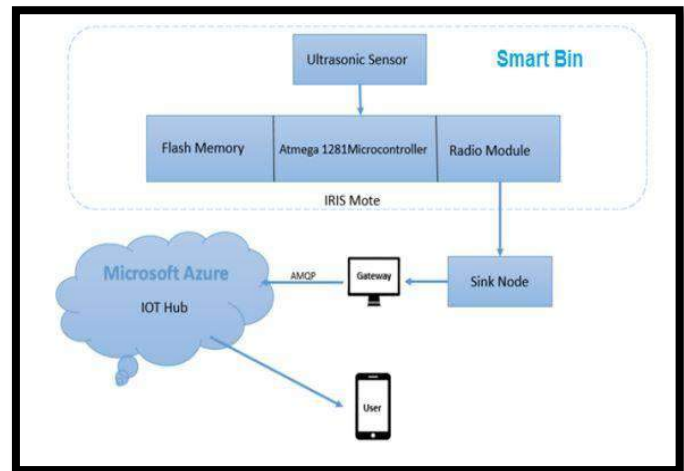 Smart Bin
Ultrasonic Sensor
Flash Memory
Atmega 1281Microcontroller
Radio Module
IRIS Mote
Microsoft Azure
IOT Hub
AMQP
Gateway
Sink Node
User